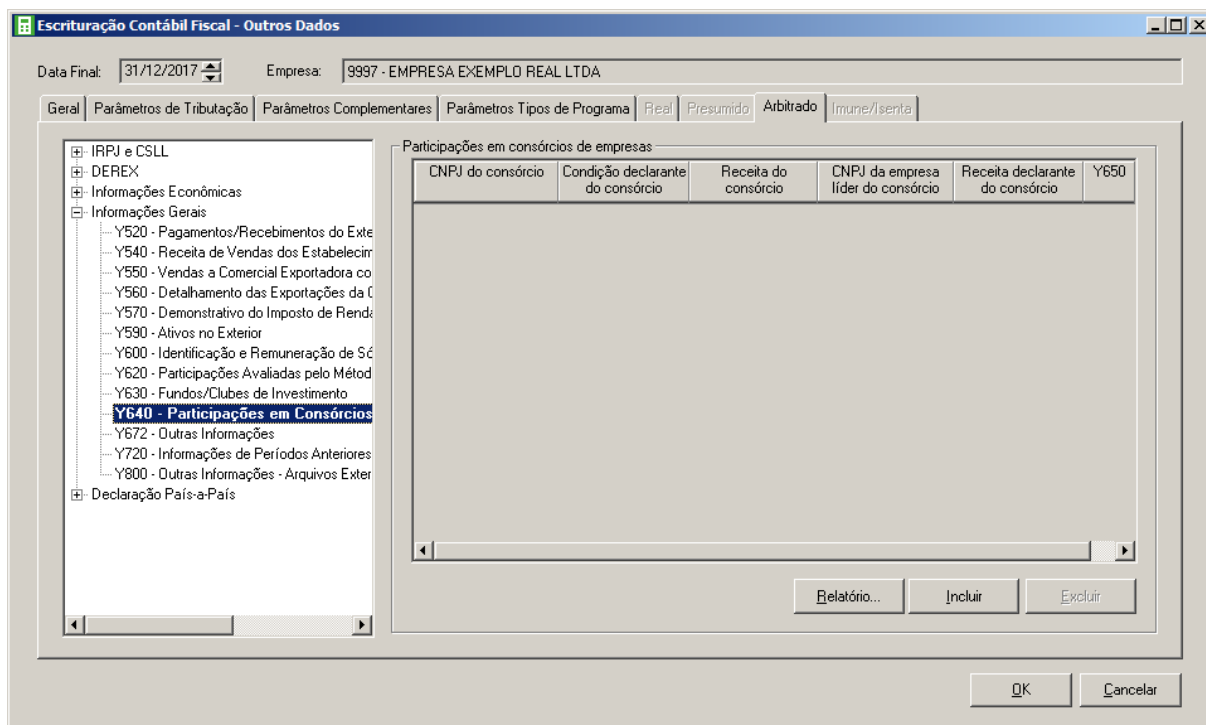 Escrituração Contábil Fiscal - Outros Dados
Data Final: 31/12/2017 Empresa: 9997 - EMPRESA EXEMPLO REAL LTDA
Geral Parâmetros de Tributação Parâmetros Complementares Parâmetros Tipos de Programa Real Presumido Arbitrado Imune/Isenta
IRPJ e CSLL
DEREX
Informações Econômicas
Informações Gerais
Y520 - Pagamentos/Recebimentos do Exte
Y540 - Receita de Vendas dos Estabelecim
Y550 - Vendas a Comercial Exportadora co
Y560 - Detalhamento das Exportações da C
Y570 - Demonstrativo do Imposto de Renda
Y590 - Ativos no Exterior
Y600 - Identificação e Remuneração de Só
Y620 - Participações Avaliadas pelo Métod
Y630 - Fundos/Clubes de Investimento
Y640 - Participações em Consórcios
Y672 - Outras Informações
Y720 - Informações de Períodos Anteriores
Y800 - Outras Informações - Arquivos Exter
Declaração País-a-País
Participações em consórcios de empresas
CNPJ do consórcio Condição declarante Receita do CNPJ da empresa Receita declarante Y650
do consórcio consórcio líder do consórcio do consórcio
Relatório... Incluir Excluir
OK Cancelar